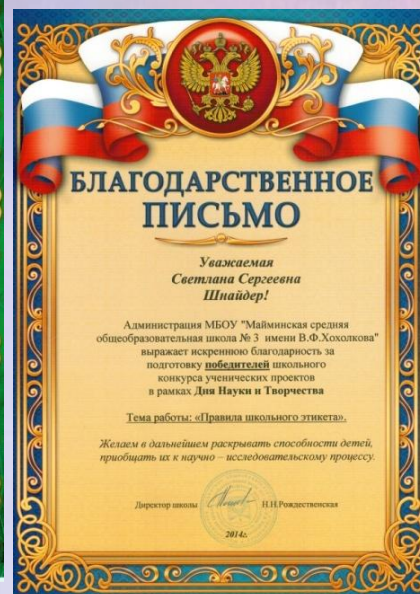 БЛАГОДАРСТВЕННОЕ
ПИСЬМО
Уважаемая
Светлана Сергеевна
Шнайдер!
Администрация МБОУ "Майминская средняя
общеобразовательная школа № 3 имени В.Ф.Хохолкова"
выражает искреннюю благодарность за
подготовку победителей школьного
конкурса ученических проектов
в рамках Дня Науки и Творчества
Тема работы: «Правила школьного этикета».
Желаем в дальнейшем раскрывать способности детей,
приобщать их к научно – исследовательскому процессу.
Директор школы Н.Н.Рождественская
2014г.